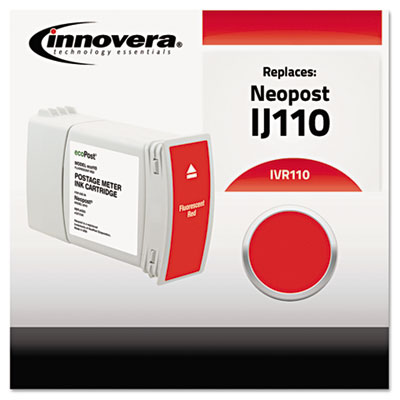 innovera®
technology essentials
Replaces:
Neopost
IJ110
IVR110
ecoPost®
POSTAGE METER
INK CARTRIDGE
Neopost®
Fluorescent
Red